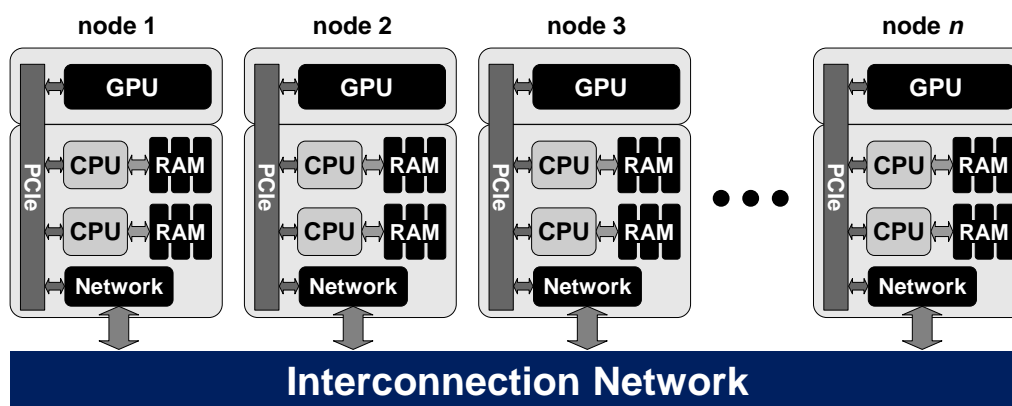 node 1
GPU
PCIe
CPU
RAM
CPU
RAM
Network
node 2
GPU
PCIe
CPU
RAM
CPU
RAM
Network
node 3
GPU
PCIe
CPU
RAM
CPU
RAM
Network
node n
GPU
PCIe
CPU
RAM
CPU
RAM
Network
Interconnection Network